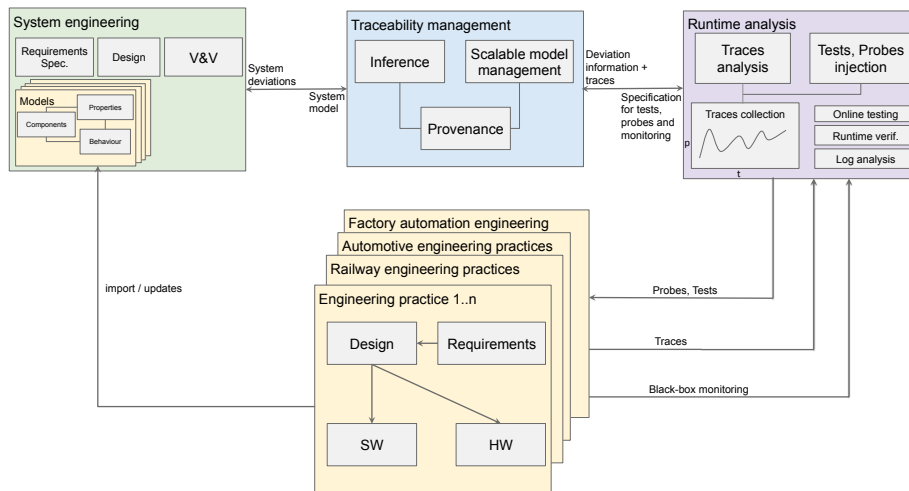 System engineering
Requirements
Spec.
Design
V&V
Models
Properties
Components
Behaviour
System
deviations
System
model
Traceability management
Inference
Scalable model
management
Provenance
Deviation
information +
traces
Specification
for tests,
probes and
monitoring
Runtime analysis
Traces
analysis
Tests, Probes
injection
Traces collection
p
t
Online testing
Runtime verif.
Log analysis
import / updates
Factory automation engineering
Automotive engineering practices
Railway engineering practices
Engineering practice 1..n
Design
Requirements
SW
HW
Probes, Tests
Traces
Black-box monitoring